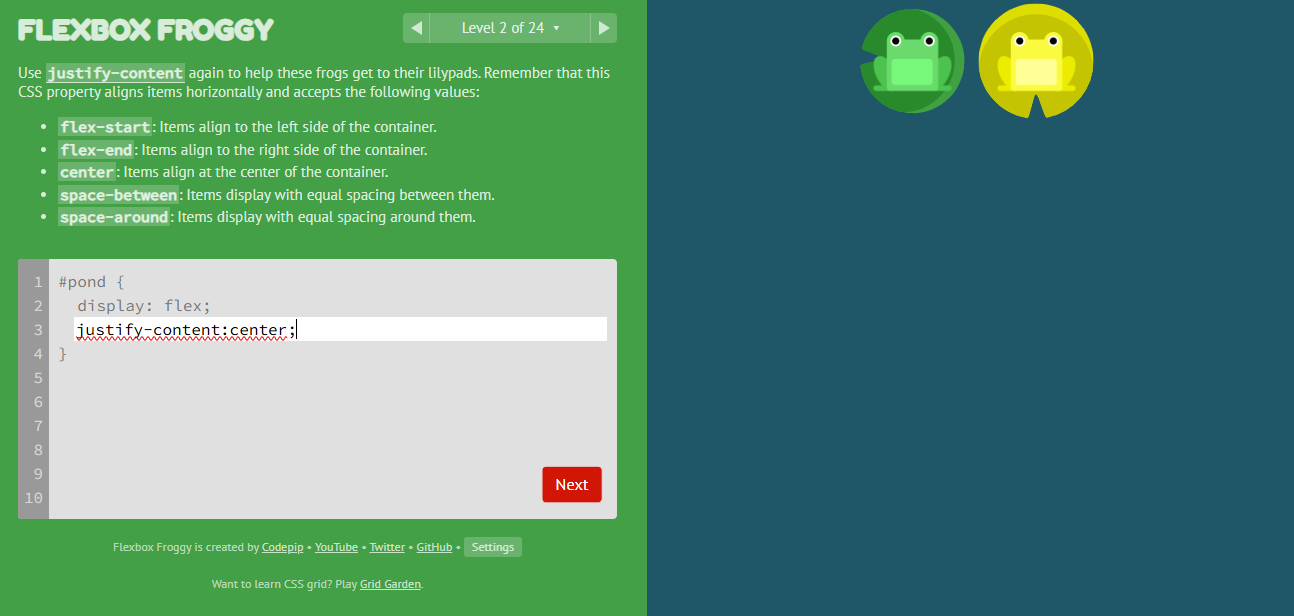 FLEXBOX FROGGY
Level 2 of 24
Use justify-content again to help these frogs get to their lilypads. Remember that this
CSS property aligns items horizontally and accepts the following values:
flex-start: Items align to the left side of the container.
flex-end: Items align to the right side of the container.
center: Items align at the center of the container.
space-between: Items display with equal spacing between them.
space-around: Items display with equal spacing around them.
1 #pond {
2 display: flex;
3 justify-content:center;
4 }
5
6
7
8
9
10
Next
Flexbox Froggy is created by Codepip • YouTube • Twitter • GitHub • Settings
Want to learn CSS grid? Play Grid Garden.